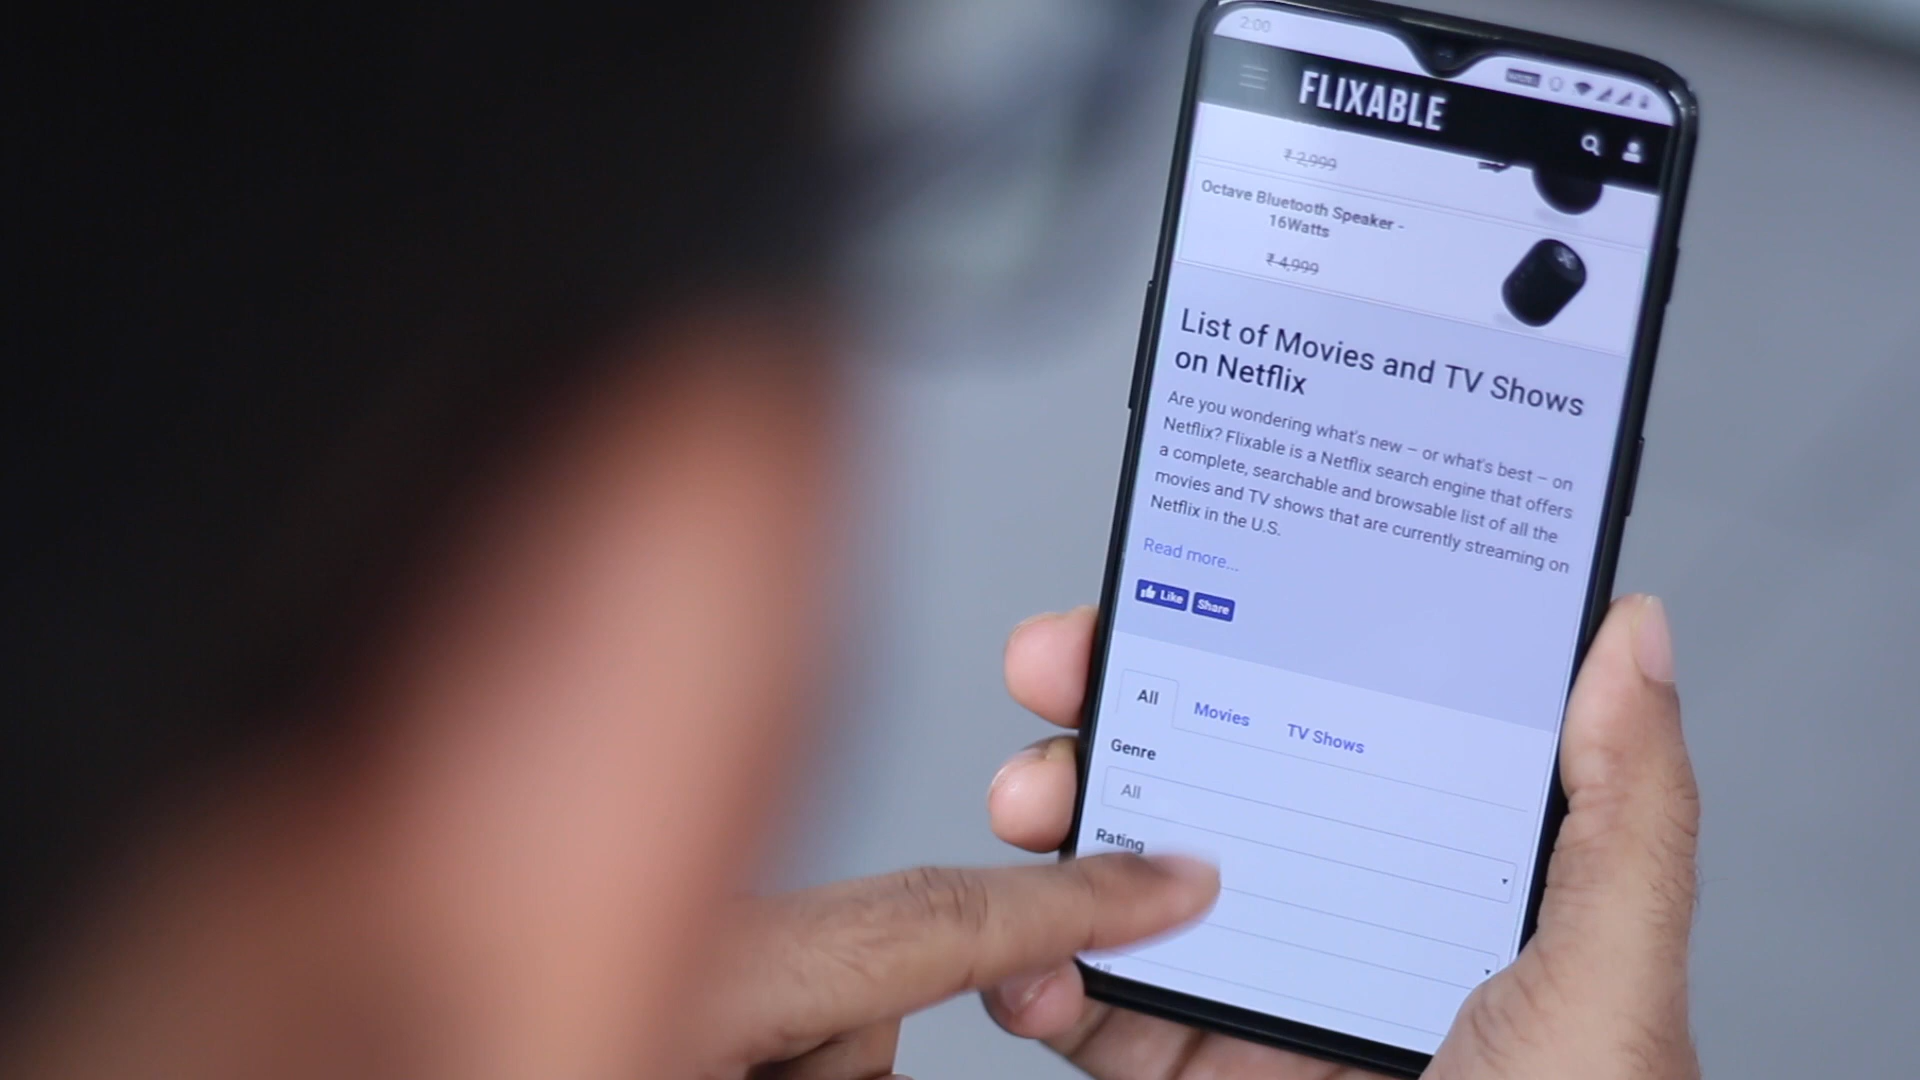 2:00
FLIXABLE
₹ 2,999
Octave Bluetooth Speaker -
16Watts
₹ 4,999
List of Movies and TV Shows
on Netflix
Are you wondering what's new – or what's best – on
Netflix? Flixable is a Netflix search engine that offers
a complete, searchable and browsable list of all the
movies and TV shows that are currently streaming on
Netflix in the U.S.
Read more...
Like Share
All Movies TV Shows
Genre
All
Rating